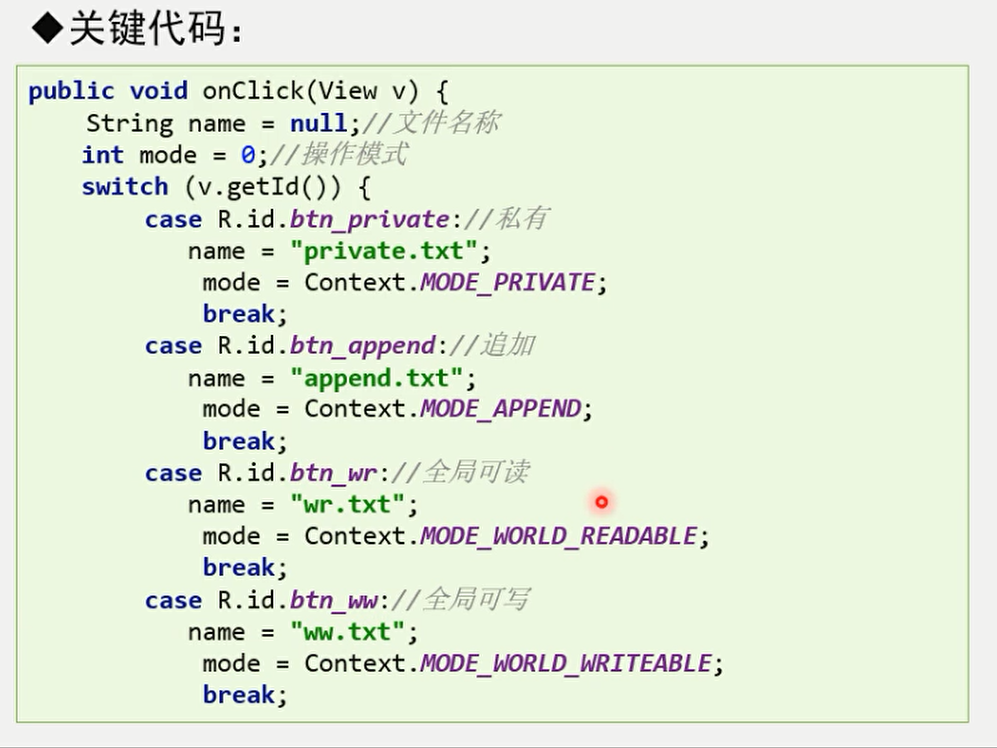 ◆关键代码：
public void onClick(View v) {
    String name = null;//文件名称
    int mode = 0;//操作模式
    switch (v.getId()) {
        case R.id.btn_private://私有
           name = "private.txt";
            mode = Context.MODE_PRIVATE;
            break;
        case R.id.btn_append://追加
           name = "append.txt";
            mode = Context.MODE_APPEND;
            break;
        case R.id.btn_wr://全局可读
           name = "wr.txt";
            mode = Context.MODE_WORLD_READABLE;
            break;
        case R.id.btn_ww://全局可写
           name = "ww.txt";
            mode = Context.MODE_WORLD_WRITEABLE;
            break;